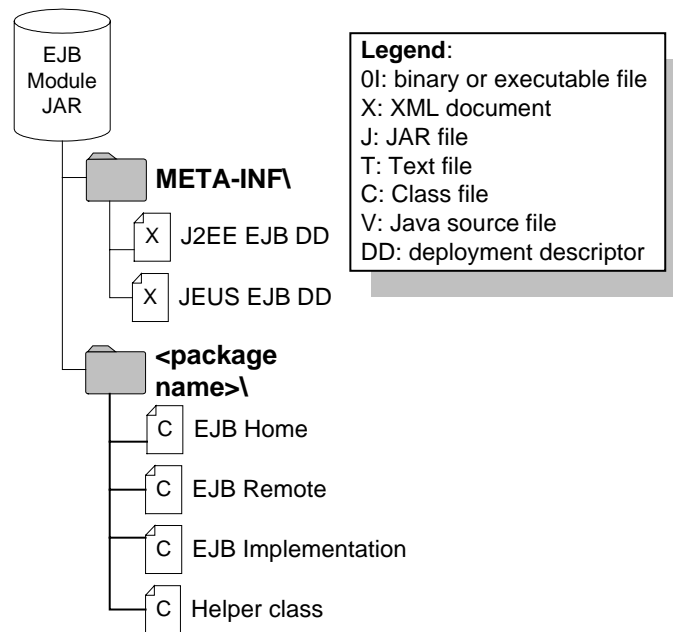 EJB
Module
JAR
META-INF\
X J2EE EJB DD
X JEUS EJB DD
<package
name>\
C EJB Home
C EJB Remote
C EJB Implementation
C Helper class
Legend:
0I: binary or executable file
X: XML document
J: JAR file
T: Text file
C: Class file
V: Java source file
DD: deployment descriptor